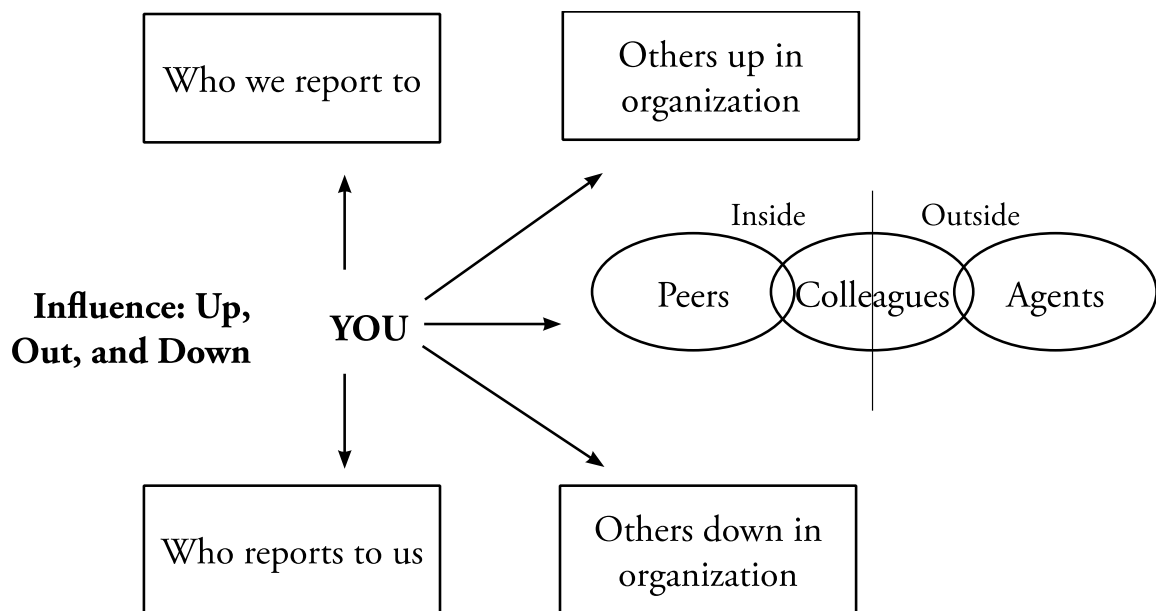 Who we report to
Others up in
organization
Inside
Outside
Peers
Colleagues
Agents
Influence: Up,
Out, and Down
YOU
Who reports to us
Others down in
organization